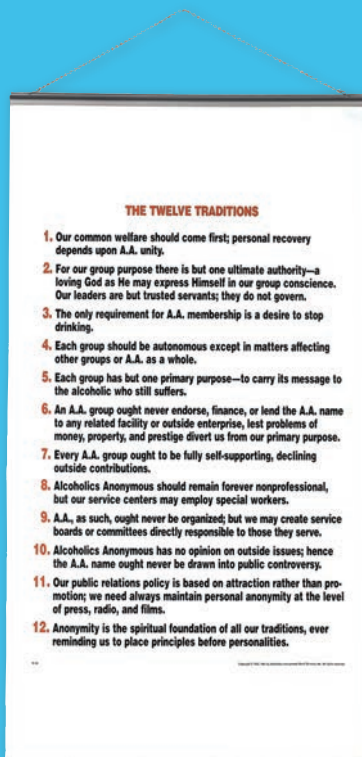 THE TWELVE TRADITIONS
1. Our common welfare should come first; personal recovery
depends upon A.A. unity.
2. For our group purpose there is but one ultimate authority—a
loving God as He may express Himself in our group conscience.
Our leaders are but trusted servants; they do not govern.
3. The only requirement for A.A. membership is a desire to stop
drinking.
4. Each group should be autonomous except in matters affecting
other groups or A.A. as a whole.
5. Each group has but one primary purpose—to carry its message to
the alcoholic who still suffers.
6. An A.A. group ought never endorse, finance, or lend the A.A. name
to any related facility or outside enterprise, lest problems of
money, property, and prestige divert us from our primary purpose.
7. Every A.A. group ought to be fully self-supporting, declining
outside contributions.
8. Alcoholics Anonymous should remain forever nonprofessional,
but our service centers may employ special workers.
9. A.A., as such, ought never be organized; but we may create service
boards or committees directly responsible to those they serve.
10. Alcoholics Anonymous has no opinion on outside issues; hence
the A.A. name ought never be drawn into public controversy.
11. Our public relations policy is based on attraction rather than pro-
motion; we need always maintain personal anonymity at the level
of press, radio, and films.
12. Anonymity is the spiritual foundation of all our traditions, ever
reminding us to place principles before personalities.